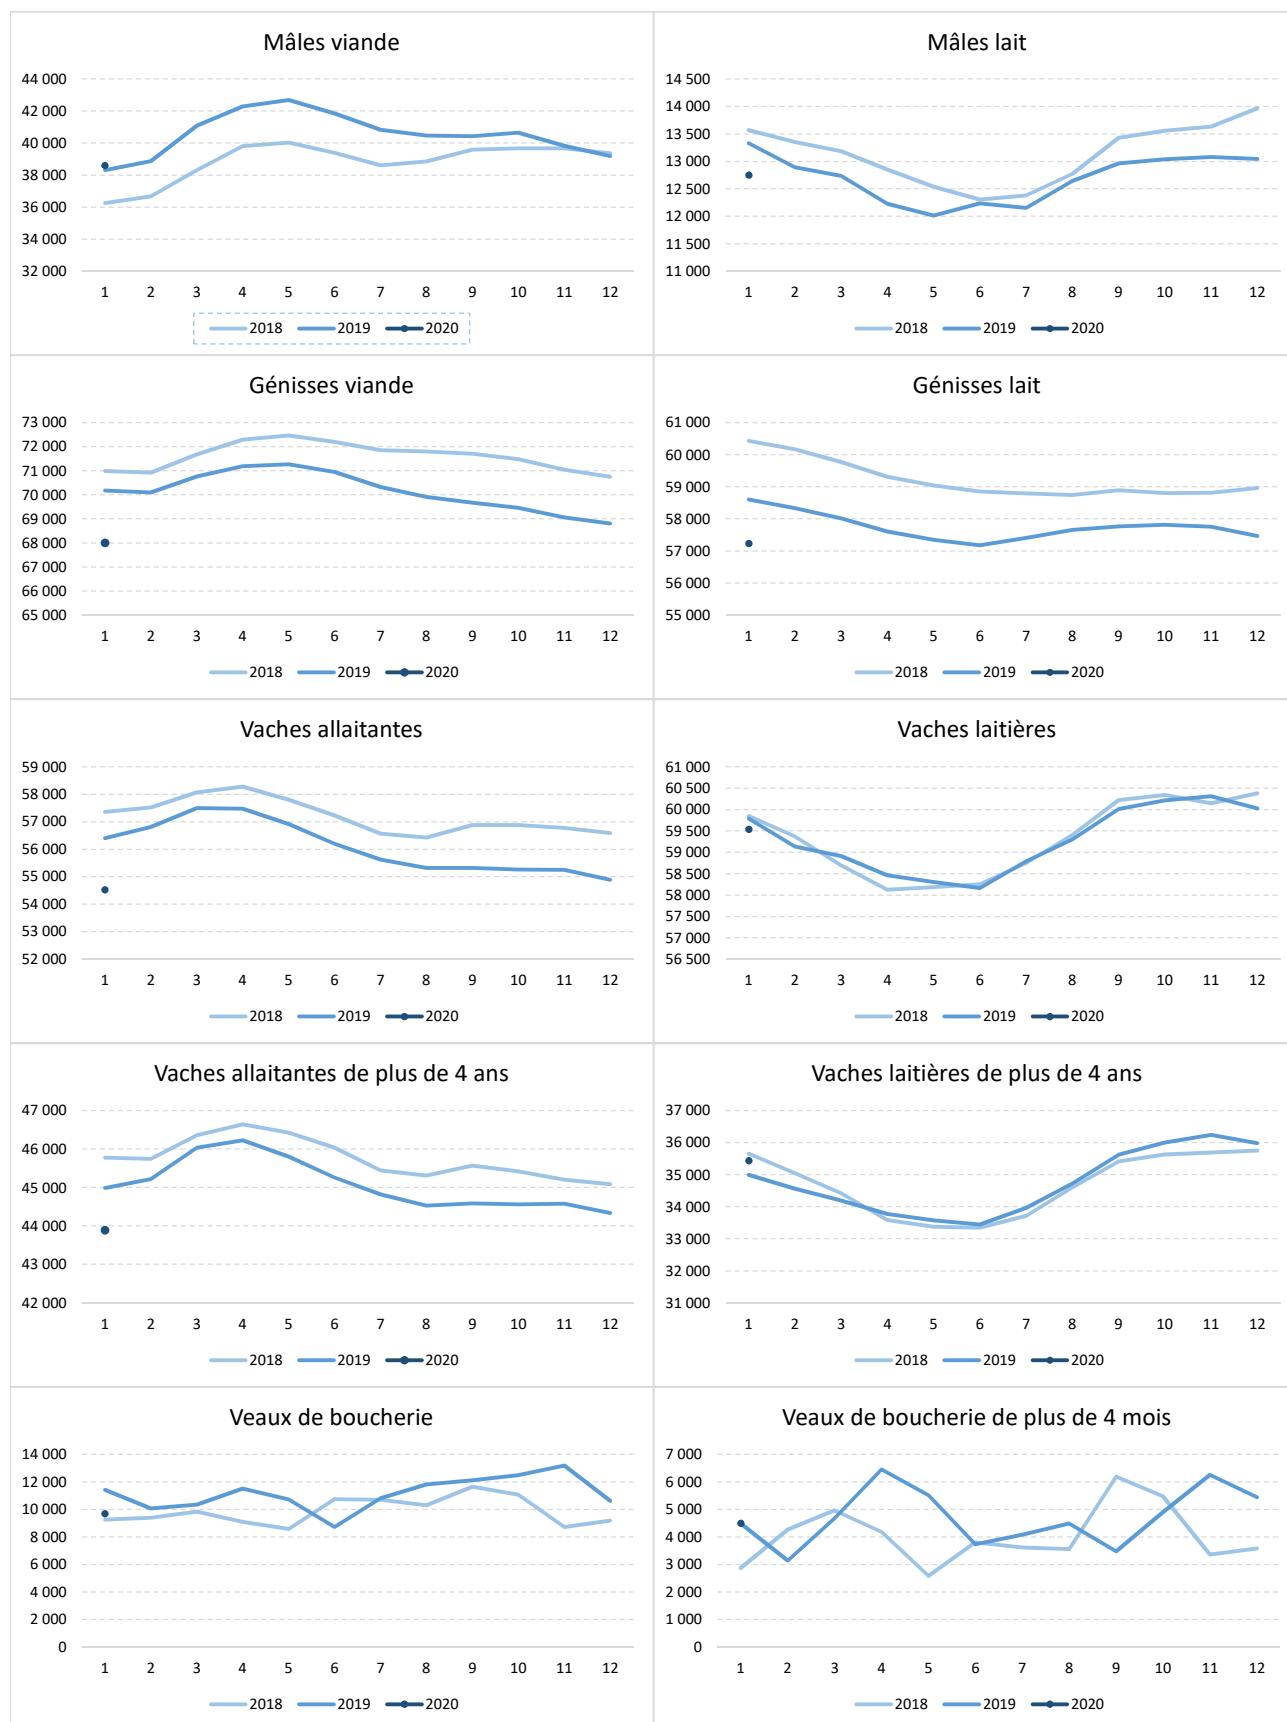 Mâles viande
44 000
42 000
40 000
38 000
36 000
34 000
32 000
1 2 3 4 5 6 7 8 9 10 11 12
2018 2019 2020
Mâles lait
14 500
14 000
13 500
13 000
12 500
12 000
11 500
11 000
1 2 3 4 5 6 7 8 9 10 11 12
2018 2019 2020
Génisses viande
73 000
72 000
71 000
70 000
69 000
68 000
67 000
66 000
65 000
1 2 3 4 5 6 7 8 9 10 11 12
2018 2019 2020
Génisses lait
61 000
60 000
59 000
58 000
57 000
56 000
55 000
1 2 3 4 5 6 7 8 9 10 11 12
2018 2019 2020
Vaches allaitantes
59 000
58 000
57 000
56 000
55 000
54 000
53 000
52 000
1 2 3 4 5 6 7 8 9 10 11 12
2018 2019 2020
Vaches laitières
61 000
60 500
60 000
59 500
59 000
58 500
58 000
57 500
57 000
56 500
1 2 3 4 5 6 7 8 9 10 11 12
2018 2019 2020
Vaches allaitantes de plus de 4 ans
47 000
46 000
45 000
44 000
43 000
42 000
1 2 3 4 5 6 7 8 9 10 11 12
2018 2019 2020
Vaches laitières de plus de 4 ans
37 000
36 000
35 000
34 000
33 000
32 000
31 000
1 2 3 4 5 6 7 8 9 10 11 12
2018 2019 2020
Veaux de boucherie
14 000
12 000
10 000
8 000
6 000
4 000
2 000
0
1 2 3 4 5 6 7 8 9 10 11 12
2018 2019 2020
Veaux de boucherie de plus de 4 mois
7 000
6 000
5 000
4 000
3 000
2 000
1 000
0
1 2 3 4 5 6 7 8 9 10 11 12
2018 2019 2020